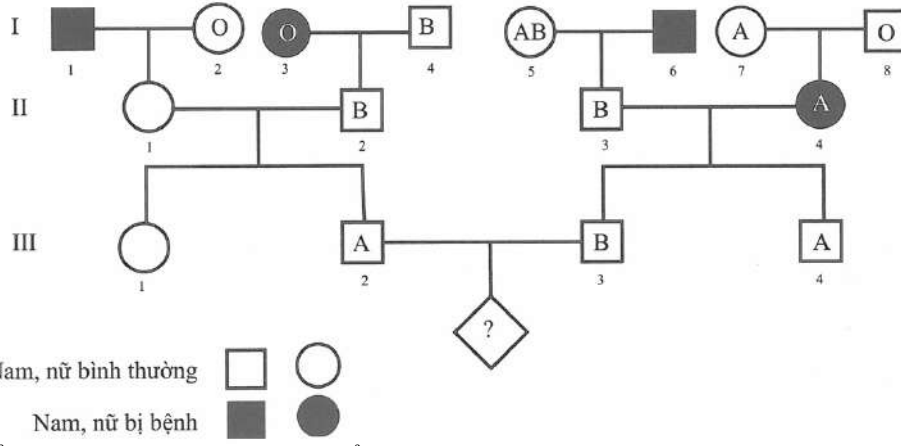 I O O B AB A O
1 2 3 4 5 6 7 8
II B B A
1 2 3 4
III A B A
1 2 3 4
?
Nam, nữ bình thường
Nam, nữ bị bệnh